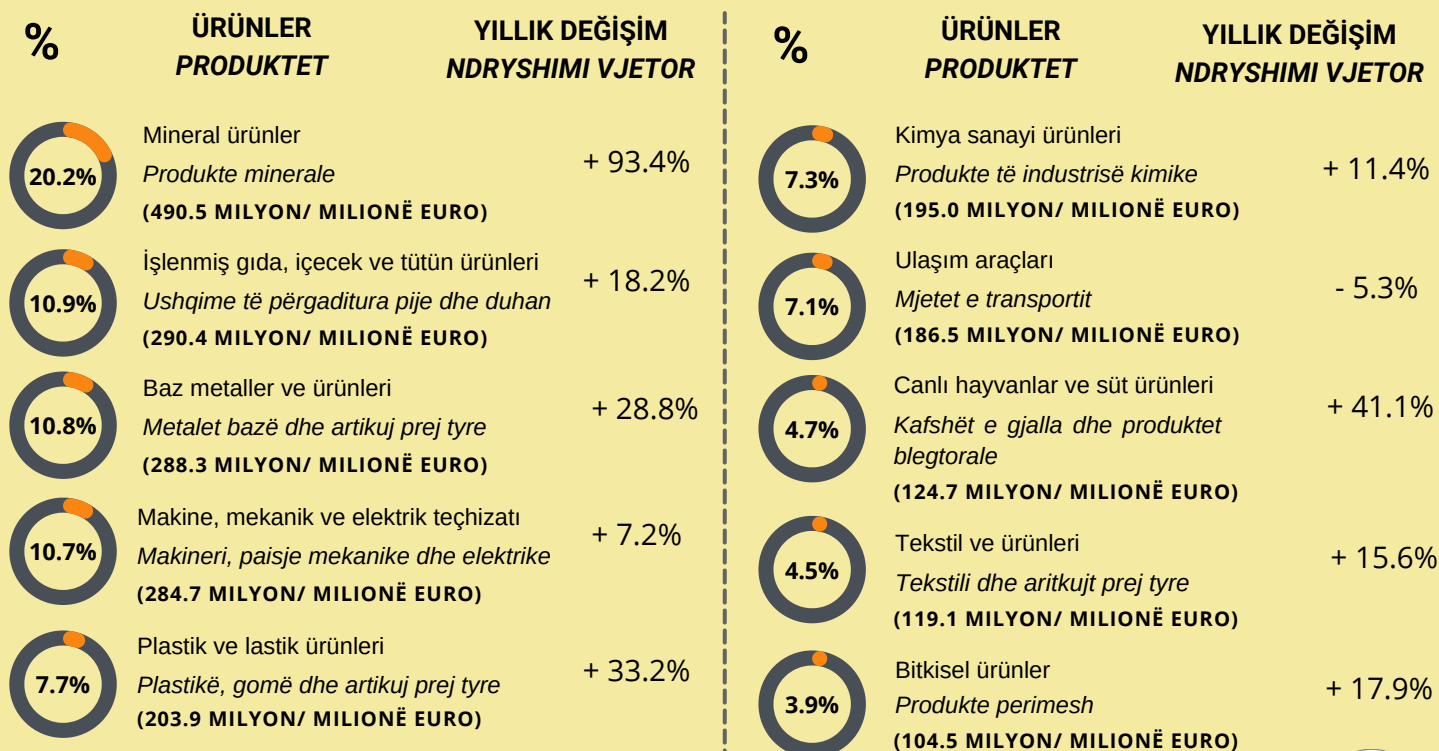 %
ÜRÜNLER
PRODUKTET
YILLIK DEĞİŞİM
NDRYSHIMI VJETOR
20.2%
Mineral ürünler
Produkte minerale
(490.5 MILYON/ MILIONË EURO)
+ 93.4%
10.9%
İşlenmiş gıda, içecek ve tütün ürünleri
Ushqime të përgaditura pije dhe duhan
(290.4 MILYON/ MILIONË EURO)
+ 18.2%
10.8%
Baz metaller ve ürünleri
Metalet bazë dhe artikuj prej tyre
(288.3 MILYON/ MILIONË EURO)
+ 28.8%
10.7%
Makine, mekanik ve elektrik teçhizatı
Makineri, paisje mekanike dhe elektrike
(284.7 MILYON/ MILIONË EURO)
+ 7.2%
7.7%
Plastik ve lastik ürünleri
Plastikë, gomë dhe artikuj prej tyre
(203.9 MILYON/ MILIONË EURO)
+ 33.2%
%
ÜRÜNLER
PRODUKTET
YILLIK DEĞİŞİM
NDRYSHIMI VJETOR
7.3%
Kimya sanayi ürünleri
Produkte të industrisë kimike
(195.0 MILYON/ MILIONË EURO)
+ 11.4%
7.1%
Ulaşım araçları
Mjetet e transportit
(186.5 MILYON/ MILIONË EURO)
- 5.3%
4.7%
Canlı hayvanlar ve süt ürünleri
Kafshët e gjalla dhe produktet
blegtorale
(124.7 MILYON/ MILIONË EURO)
+ 41.1%
4.5%
Tekstil ve ürünleri
Tekstili dhe aritkujt prej tyre
(119.1 MILYON/ MILIONË EURO)
+ 15.6%
3.9%
Bitkisel ürünler
Produkte perimesh
(104.5 MILYON/ MILIONË EURO)
+ 17.9%